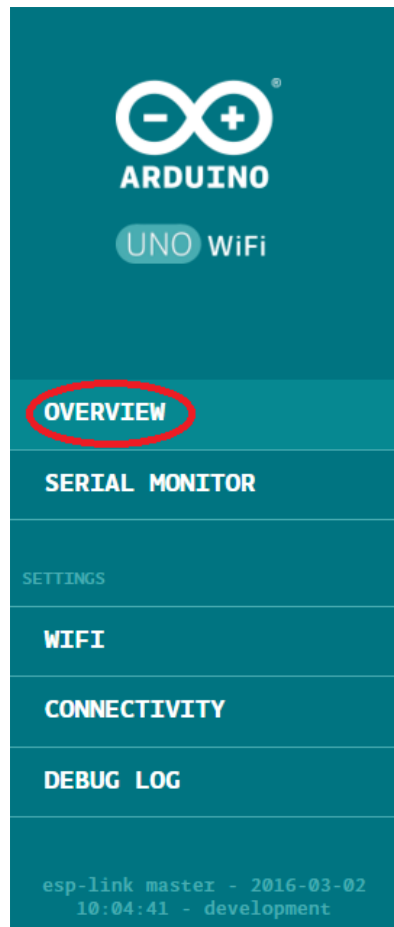 ®
ARDUINO
UNO WiFi
OVERVIEW
SERIAL MONITOR
SETTINGS
WIFI
CONNECTIVITY
DEBUG LOG
esp-link master - 2016-03-02
10:04:41 - development